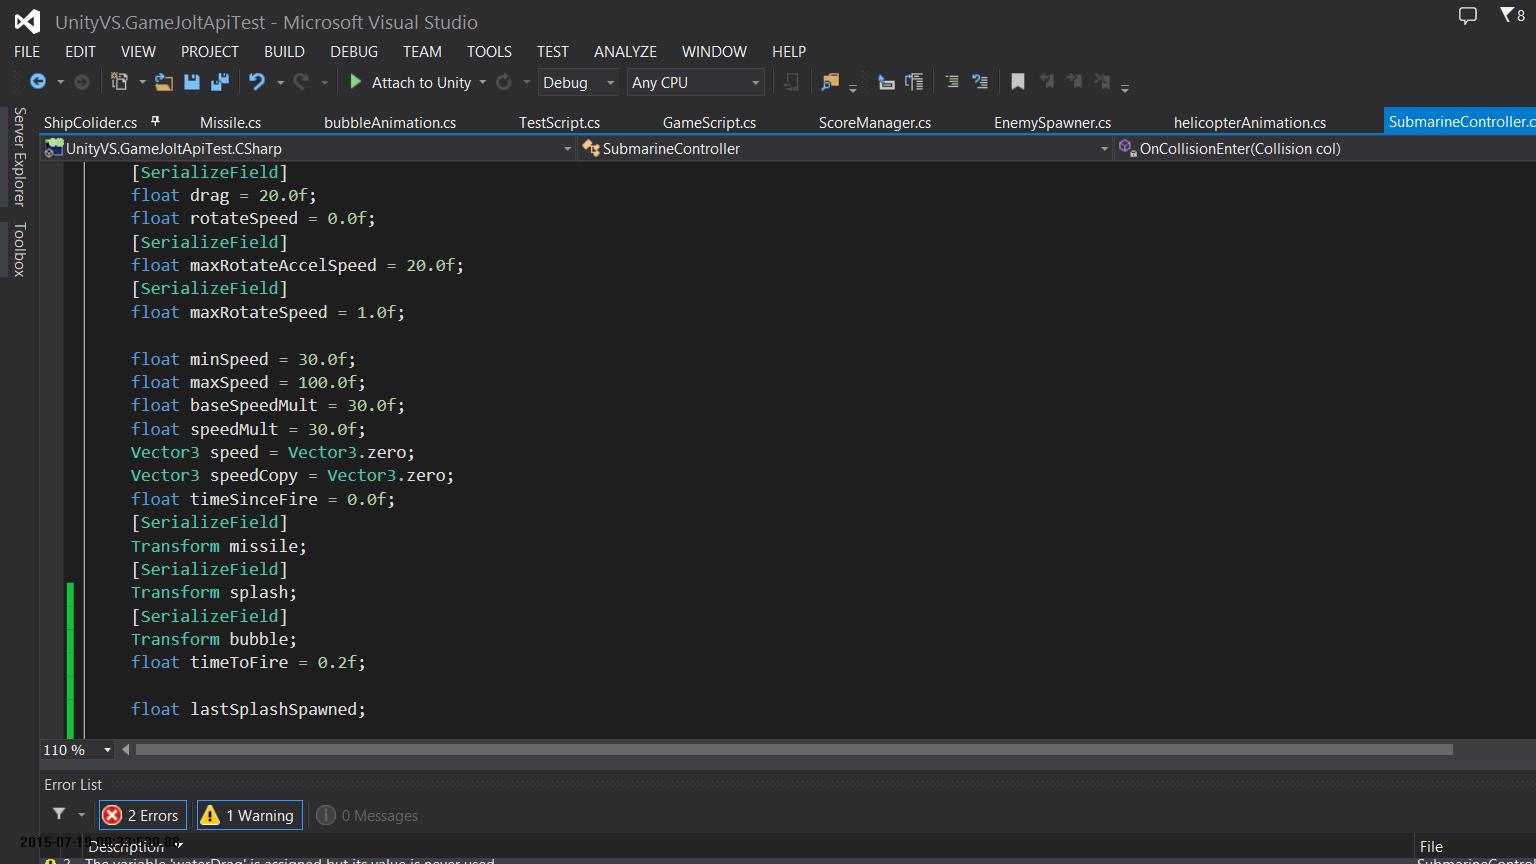 UnityVS.GameJoltApiTest - Microsoft Visual Studio
8
FILE EDIT VIEW PROJECT BUILD DEBUG TEAM TOOLS TEST ANALYZE WINDOW HELP
Attach to Unity Debug Any CPU
Server Explorer
Toolbox
ShipColider.cs Missile.cs bubbleAnimation.cs TestScript.cs GameScript.cs ScoreManager.cs EnemySpawner.cs helicopterAnimation.cs SubmarineController.c
UnityVS.GameJoltApiTest.CSharp SubmarineController OnCollisionEnter(Collision col)
[SerializeField]
float drag = 20.0f;
float rotateSpeed = 0.0f;
[SerializeField]
float maxRotateAccelSpeed = 20.0f;
[SerializeField]
float maxRotateSpeed = 1.0f;
float minSpeed = 30.0f;
float maxSpeed = 100.0f;
float baseSpeedMult = 30.0f;
float speedMult = 30.0f;
Vector3 speed = Vector3.zero;
Vector3 speedCopy = Vector3.zero;
float timeSinceFire = 0.0f;
[SerializeField]
Transform missile;
[SerializeField]
Transform splash;
[SerializeField]
Transform bubble;
float timeToFire = 0.2f;
float lastSplashSpawned;
110 %
Error List
2 Errors 1 Warning 0 Messages
Description File
The variable 'waterDrag' is assigned but its value is never used